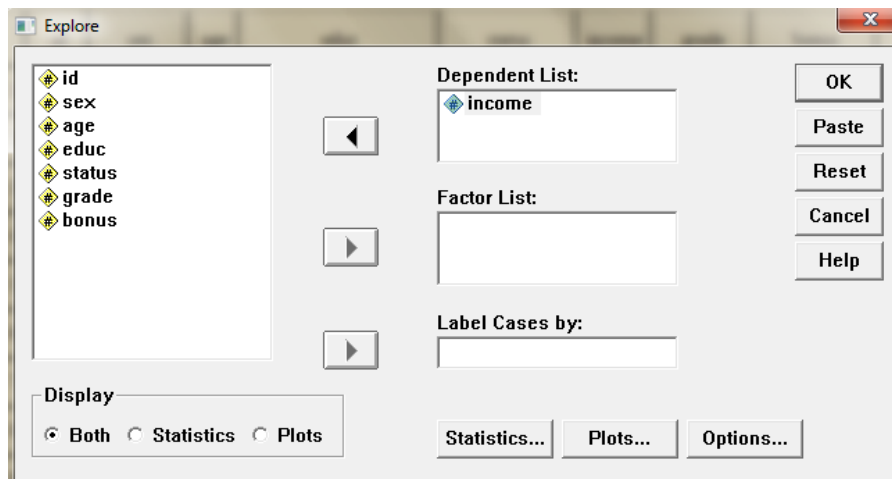 Explore
id
sex
age
educ
status
grade
bonus
Dependent List:
income
Factor List:
Label Cases by:
OK
Paste
Reset
Cancel
Help
Display
Both Statistics Plots
Statistics... Plots... Options...